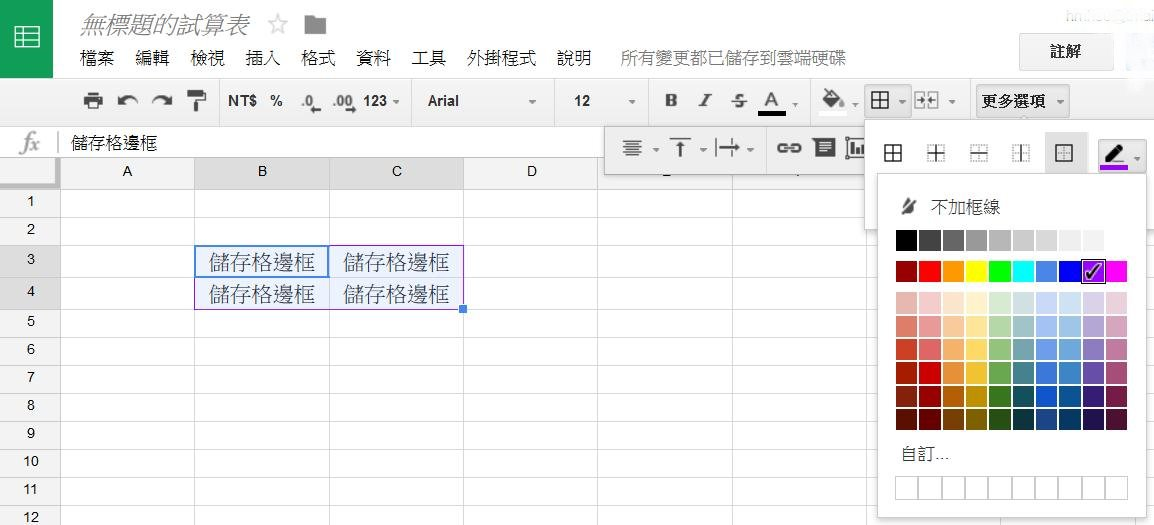 無標題的試算表
檔案 編輯 檢視 插入 格式 資料 工具 外掛程式 說明 所有變更都已儲存到雲端硬碟
註解
NT$ % .0 .00 123 Arial 12 B I S A 更多選項
fx 儲存格邊框
A B C D
不加框線
1
2
3 儲存格邊框 儲存格邊框
4 儲存格邊框 儲存格邊框
5
6
7
8
9
10
自訂...
11
12